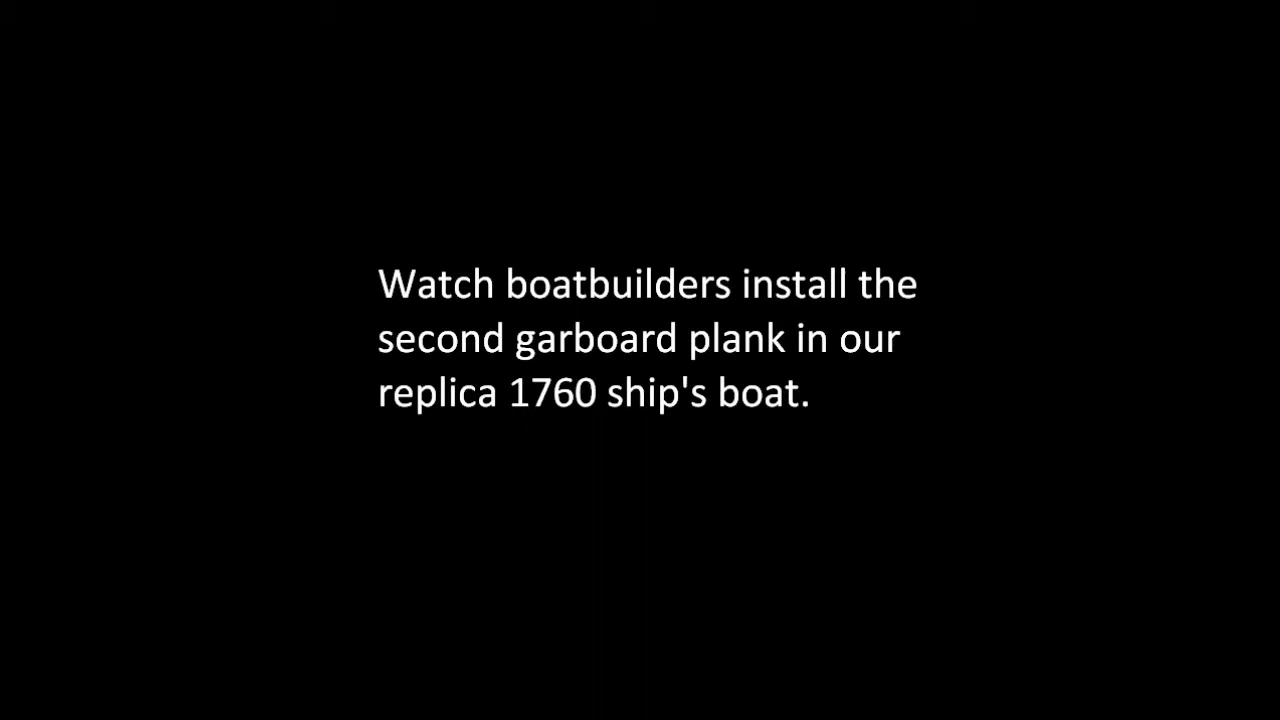 Watch boatbuilders install the
second garboard plank in our
replica 1760 ship's boat.